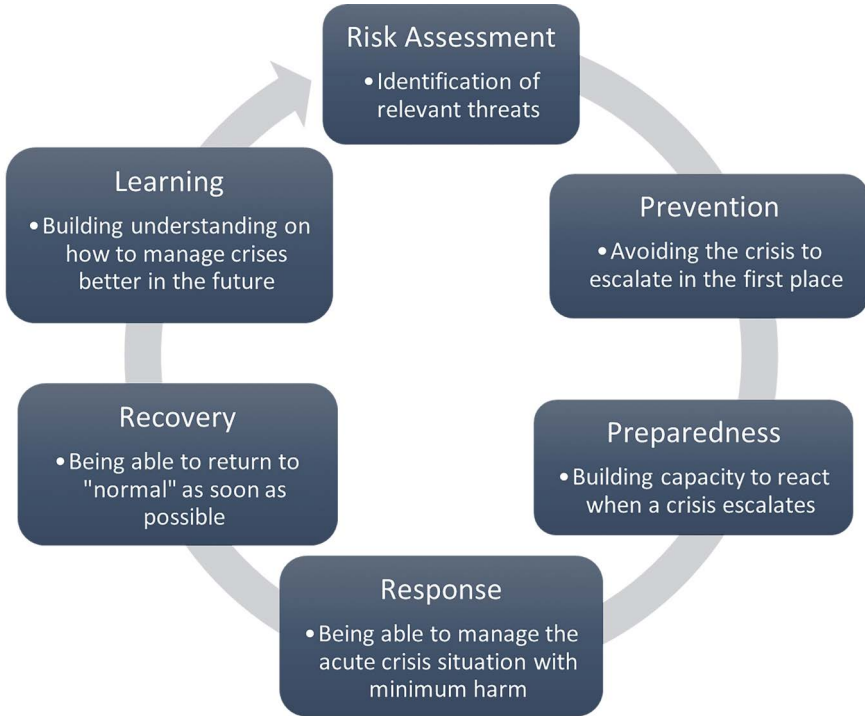 Risk Assessment
•Identification of
relevant threats
Prevention
•Avoiding the crisis to
escalate in the first place
Preparedness
•Building capacity to react
when a crisis escalates
Response
•Being able to manage the
acute crisis situation with
minimum harm
Recovery
•Being able to return to
"normal" as soon as
possible
Learning
•Building understanding on
how to manage crises
better in the future